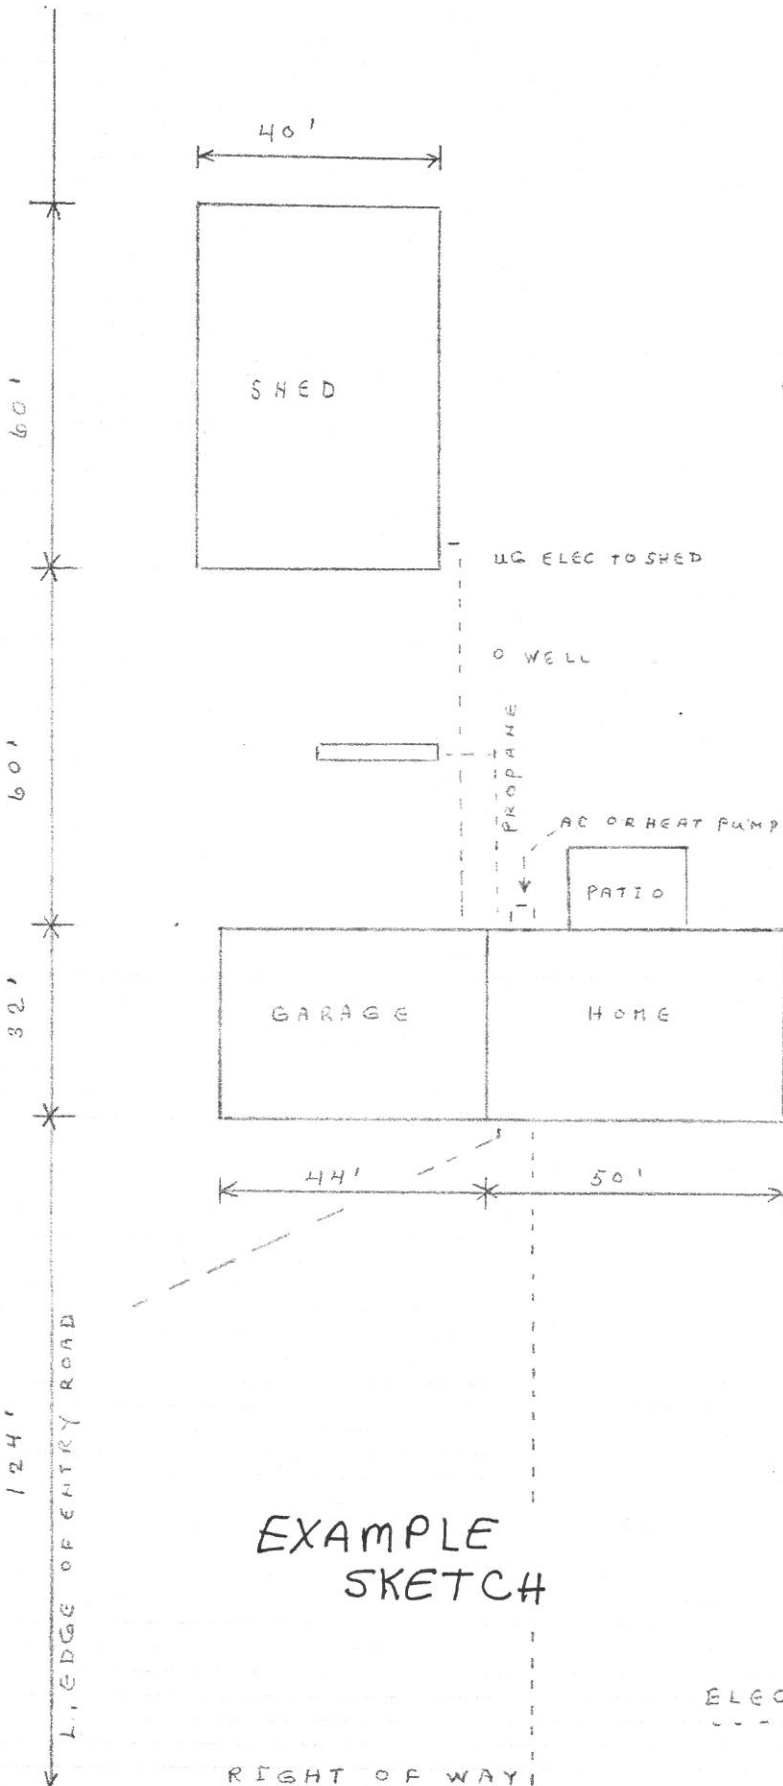 40'
60'
SHED
UG ELEC TO SHED
O WELL
60'
PROPANE
AC OR HEAT PUMP
PATIO
32'
GARAGE
HOME
44'
50'
124'
L. EDGE OF ENTRY ROAD
EXAMPLE
SKETCH
ELEC
RIGHT OF WAY